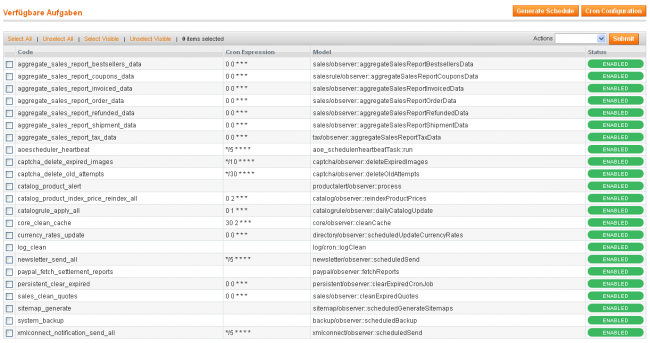 Verfügbare Aufgaben Generate Schedule Cron Configuration
Select All | Unselect All | Select Visible | Unselect Visible | 0 items selected Actions Submit
Code Cron Expression Model Status
aggregate_sales_report_bestsellers_data 0 0 * * * sales/observer::aggregateSalesReportBestsellersData ENABLED
aggregate_sales_report_coupons_data 0 0 * * * salesrule/observer::aggregateSalesReportCouponsData ENABLED
aggregate_sales_report_invoiced_data 0 0 * * * sales/observer::aggregateSalesReportInvoicedData ENABLED
aggregate_sales_report_order_data 0 0 * * * sales/observer::aggregateSalesReportOrderData ENABLED
aggregate_sales_report_refunded_data 0 0 * * * sales/observer::aggregateSalesReportRefundedData ENABLED
aggregate_sales_report_shipment_data 0 0 * * * sales/observer::aggregateSalesReportShipmentData ENABLED
aggregate_sales_report_tax_data 0 0 * * * tax/observer::aggregateSalesReportTaxData ENABLED
aoescheduler_heartbeat */5 * * * * aoe_scheduler/heartbeatTask::run ENABLED
captcha_delete_expired_images */10 * * * * captcha/observer::deleteExpiredImages ENABLED
captcha_delete_old_attempts */30 * * * * captcha/observer::deleteOldAttempts ENABLED
catalog_product_alert productalert/observer::process ENABLED
catalog_product_index_price_reindex_all 0 2 * * * catalog/observer::reindexProductPrices ENABLED
catalogrule_apply_all 0 1 * * * catalogrule/observer::dailyCatalogUpdate ENABLED
core_clean_cache 30 2 * * * core/observer::cleanCache ENABLED
currency_rates_update 0 0 * * * directory/observer::scheduledUpdateCurrencyRates ENABLED
log_clean log/cron::logClean ENABLED
newsletter_send_all */5 * * * * newsletter/observer::scheduledSend ENABLED
paypal_fetch_settlement_reports paypal/observer::fetchReports ENABLED
persistent_clear_expired 0 0 * * * persistent/observer::clearExpiredCronJob ENABLED
sales_clean_quotes 0 0 * * * sales/observer::cleanExpiredQuotes ENABLED
sitemap_generate sitemap/observer::scheduledGenerateSitemaps ENABLED
system_backup backup/observer::scheduledBackup ENABLED
xmlconnect_notification_send_all */5 * * * * xmlconnect/observer::scheduledSend ENABLED